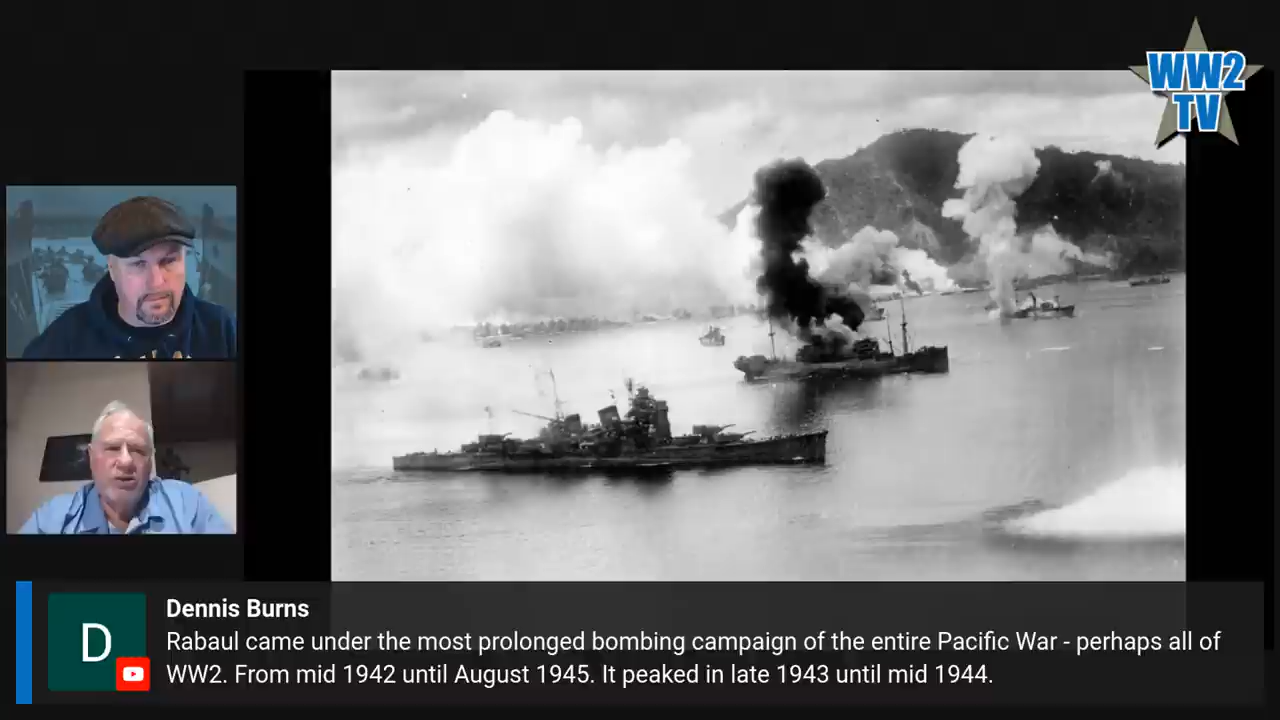 WW2
TV
D
Dennis Burns
Rabaul came under the most prolonged bombing campaign of the entire Pacific War - perhaps all of
WW2. From mid 1942 until August 1945. It peaked in late 1943 until mid 1944.